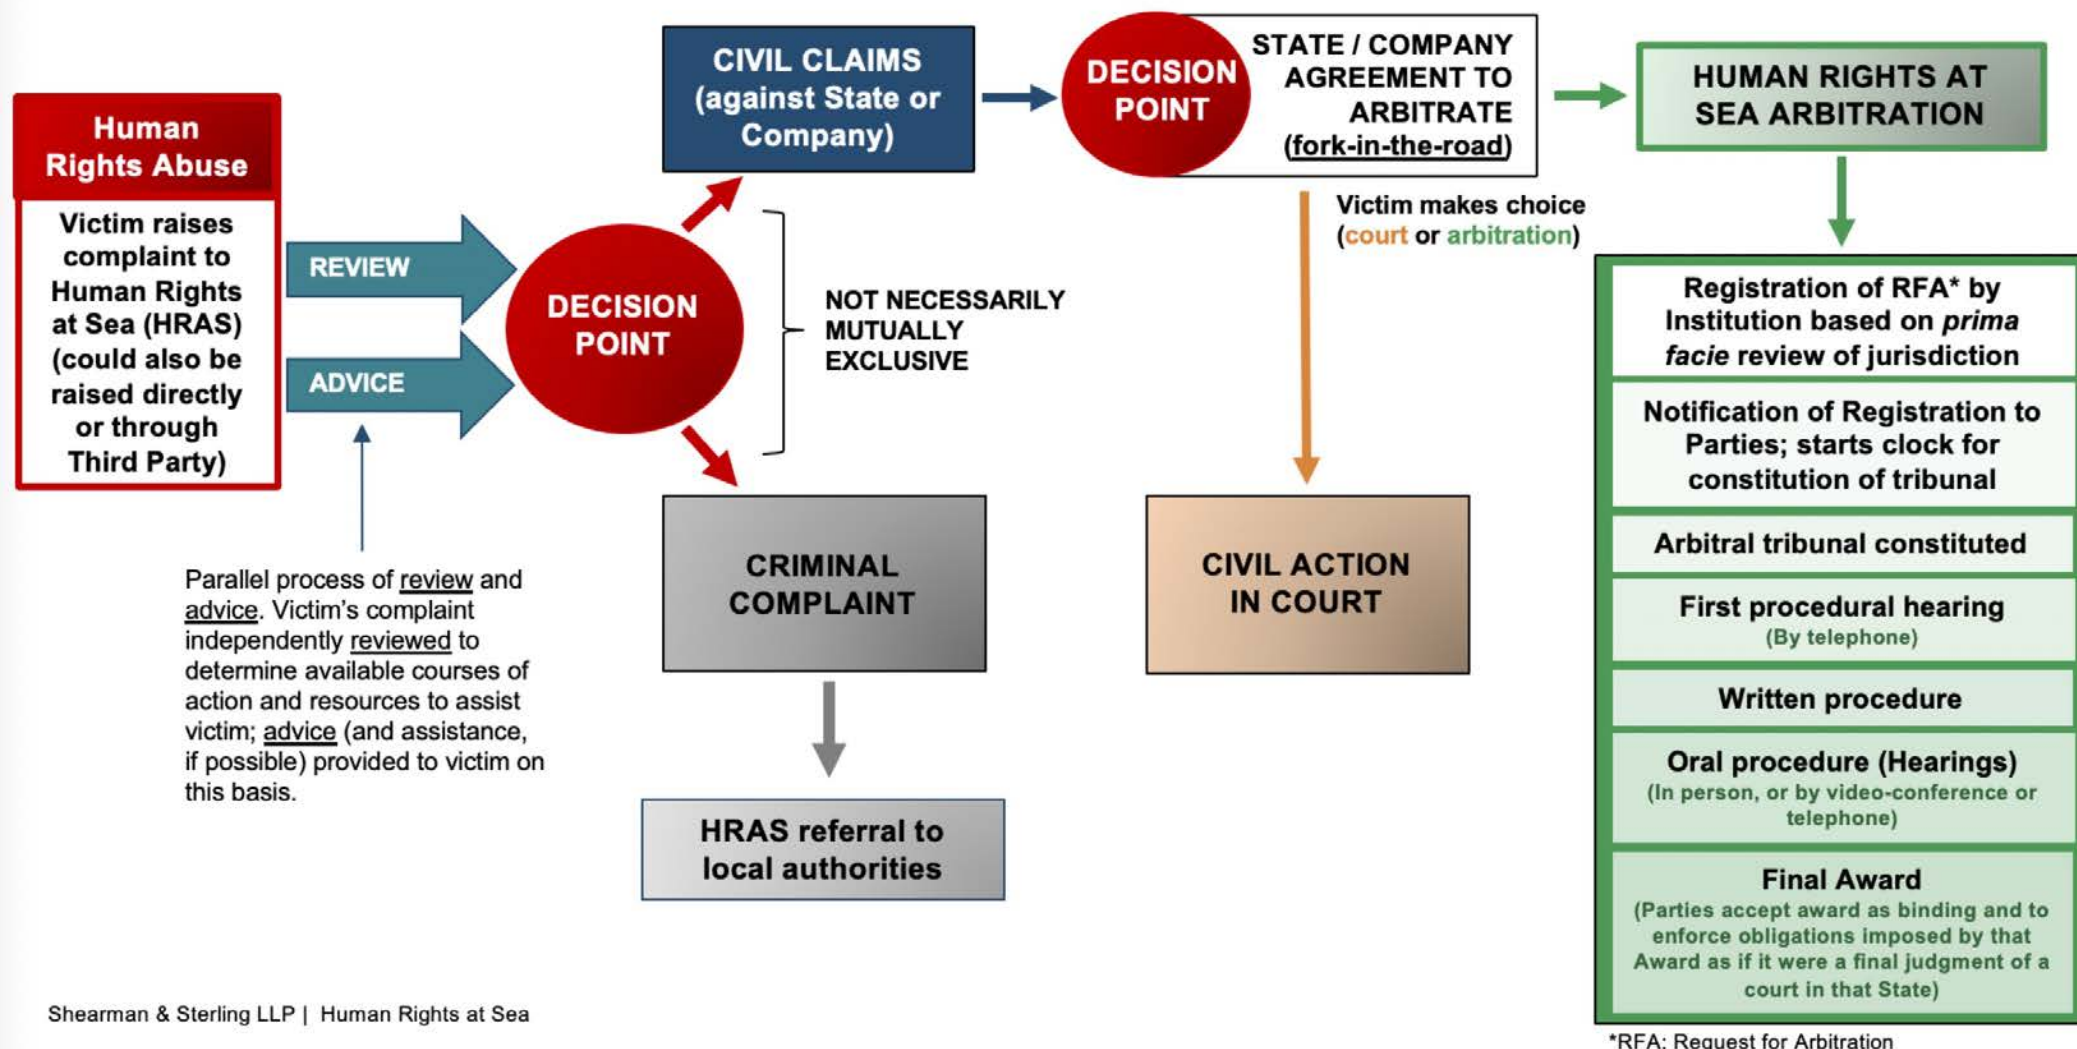 Human
Rights Abuse
Victim raises
complaint to
Human Rights
at Sea (HRAS)
(could also be
raised directly
or through
Third Party)
REVIEW
ADVICE
Parallel process of review and
advice. Victim's complaint
independently reviewed to
determine available courses of
action and resources to assist
victim; advice (and assistance,
if possible) provided to victim on
this basis.
DECISION
POINT
NOT NECESSARILY
MUTUALLY
EXCLUSIVE
CIVIL CLAIMS
(against State or
Company)
CRIMINAL
COMPLAINT
HRAS referral to
local authorities
DECISION
POINT
STATE / COMPANY
AGREEMENT TO
ARBITRATE
(fork-in-the-road)
Victim makes choice
(court or arbitration)
CIVIL ACTION
IN COURT
HUMAN RIGHTS AT
SEA ARBITRATION
Registration of RFA* by
Institution based on prima
facie review of jurisdiction
Notification of Registration to
Parties; starts clock for
constitution of tribunal
Arbitral tribunal constituted
First procedural hearing
(By telephone)
Written procedure
Oral procedure (Hearings)
(In person, or by video-conference or
telephone)
Final Award
(Parties accept award as binding and to
enforce obligations imposed by that
Award as if it were a final judgment of a
court in that State)
Shearman & Sterling LLP | Human Rights at Sea
*RFA: Request for Arbitration